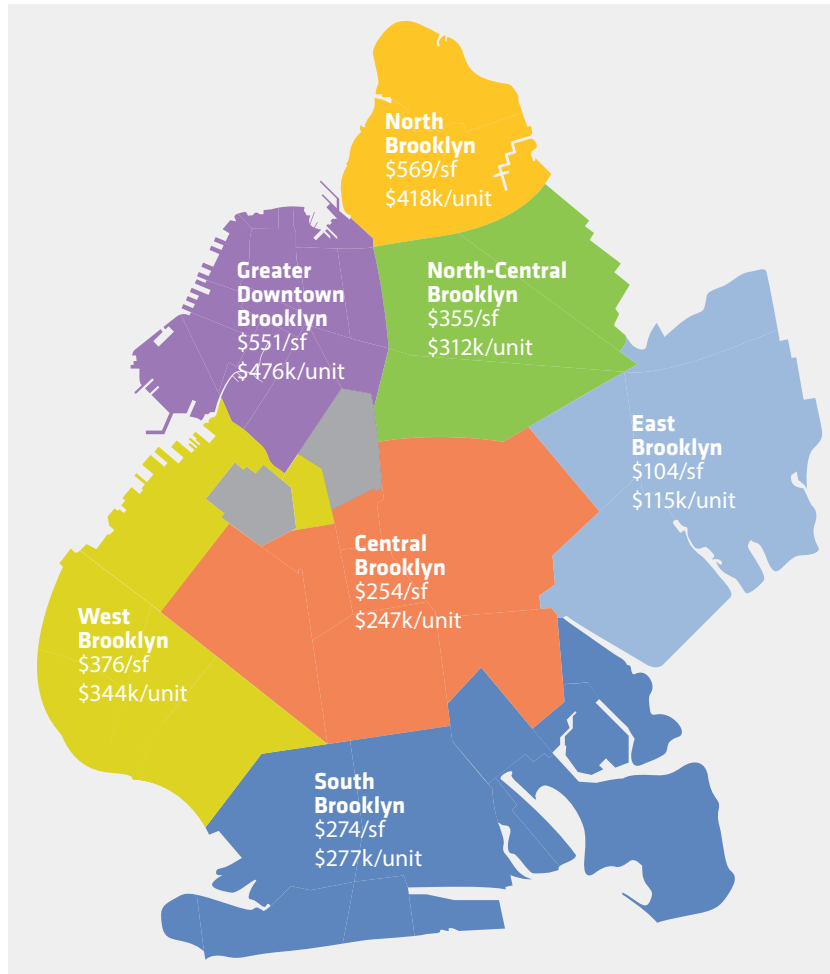 North
Brooklyn
$569/sf
$418k/unit
Greater
Downtown
Brooklyn
$551/sf
$476k/unit
North-Central
Brooklyn
$355/sf
$312k/unit
East
Brooklyn
$104/sf
$115k/unit
Central
Brooklyn
$254/sf
$247k/unit
West
Brooklyn
$376/sf
$344k/unit
South
Brooklyn
$274/sf
$277k/unit